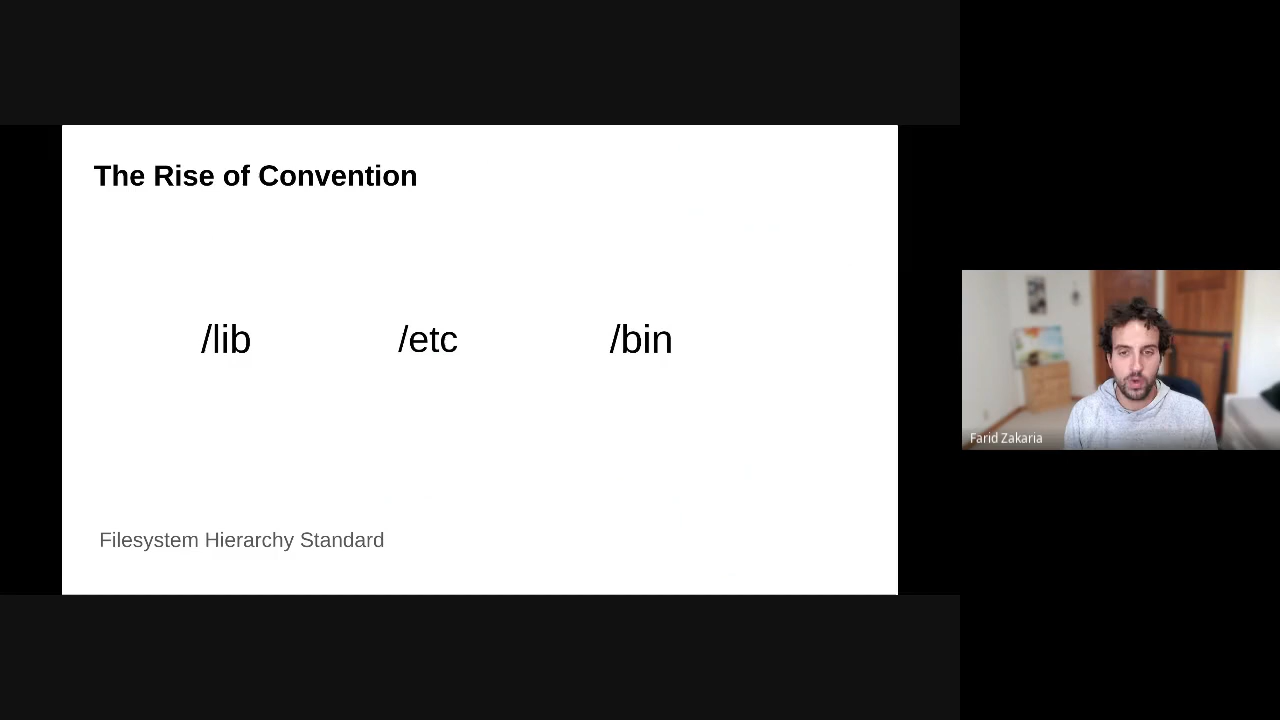 The Rise of Convention
/lib /etc /bin
Filesystem Hierarchy Standard
Farid Zakaria